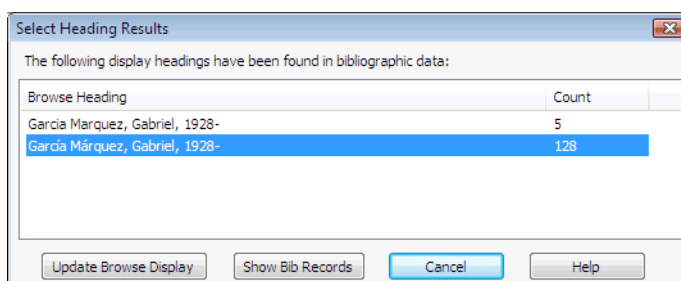 Select Heading Results
The following display headings have been found in bibliographic data:
Browse Heading Count
Garcia Marquez, Gabriel, 1928- 5
García Márquez, Gabriel, 1928- 128
Update Browse Display Show Bib Records Cancel Help